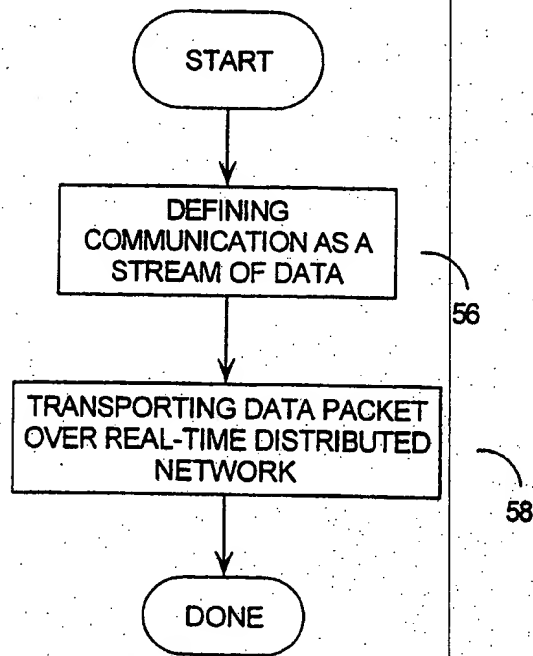 START
DEFINING
COMMUNICATION AS A
STREAM OF DATA
56
TRANSPORTING DATA PACKET
OVER REAL-TIME DISTRIBUTED
NETWORK
58
DONE